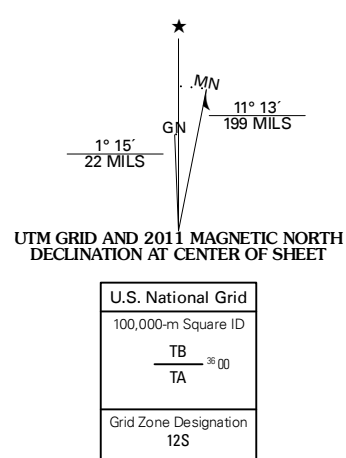 ★
MN
GN
11° 13´
199 MILS
1° 15´
22 MILS
UTM GRID AND 2011 MAGNETIC NORTH
DECLINATION AT CENTER OF SHEET
U.S. National Grid
100,000-m Square ID
TB
36 00
TA
Grid Zone Designation
12S